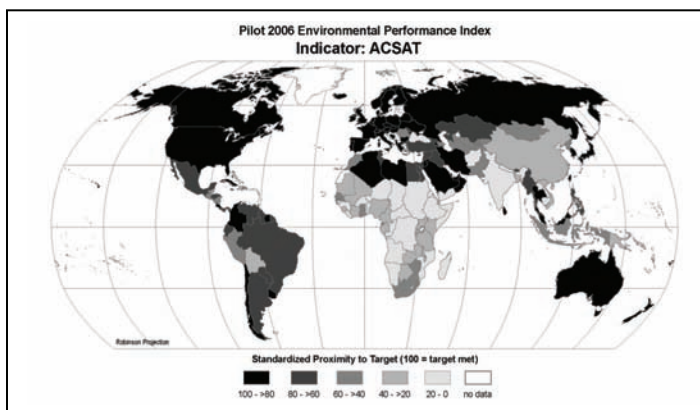 Pilot 2006 Environmental Performance Index
Indicator: ACSAT
Robinson Projection
Standardized Proximity to Target (100 = target met)
100 - >80 80 - >60 60 - >40 40 - >20 20 - 0 no data